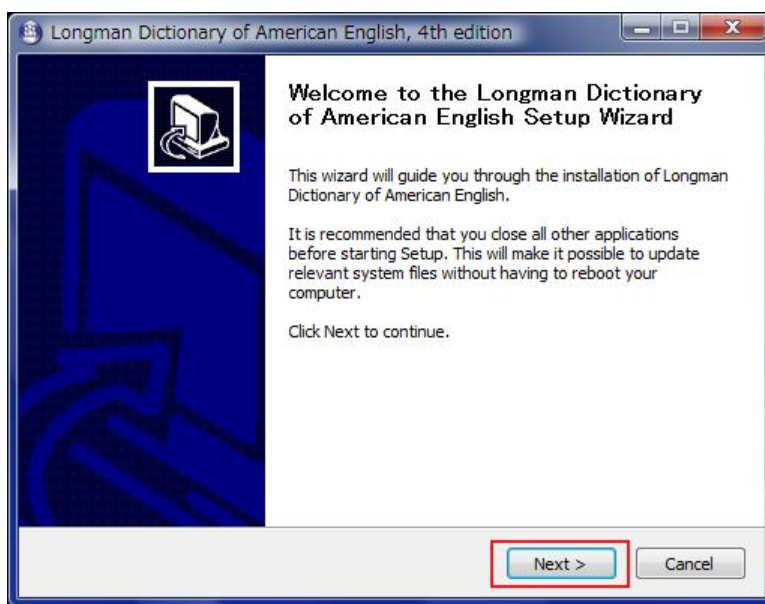 Longman Dictionary of American English, 4th edition
Welcome to the Longman Dictionary
of American English Setup Wizard
This wizard will guide you through the installation of Longman
Dictionary of American English.
It is recommended that you close all other applications
before starting Setup. This will make it possible to update
relevant system files without having to reboot your
computer.
Click Next to continue.
Next >
Cancel